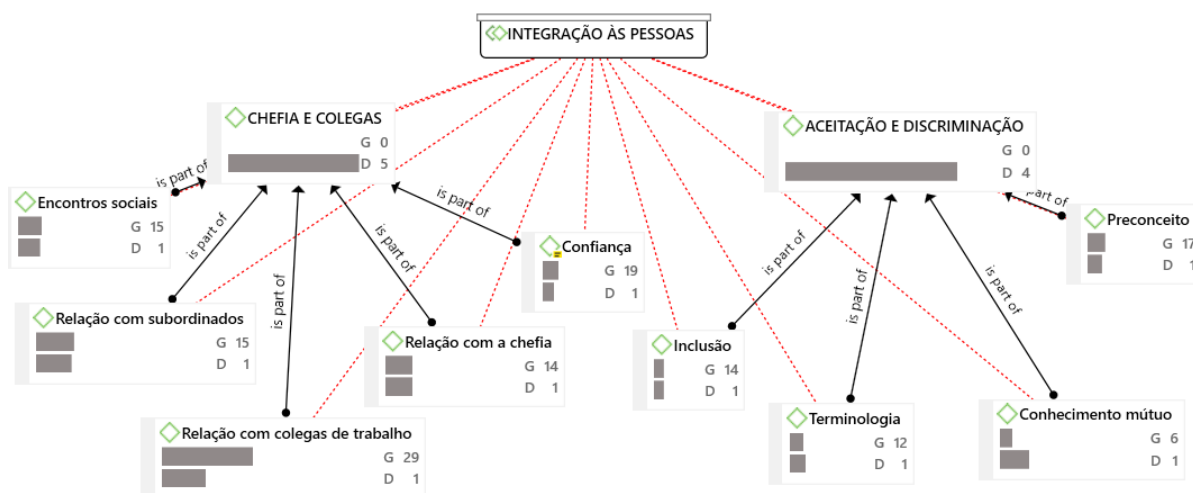 INTEGRAÇÃO ÀS PESSOAS
CHEFIA E COLEGAS
G 0
D 5
ACEITAÇÃO E DISCRIMINAÇÃO
G 0
D 4
is part of
is part of
is part of
is part of
is part of
is part of
is part of
is part of
is part of
Encontros sociais
G 15
D 1
Preconceito
G 17
D 1
Confiança
G 19
D 1
Relação com subordinados
G 15
D 1
Relação com a chefia
G 14
D 1
Inclusão
G 14
D 1
Relação com colegas de trabalho
G 29
D 1
Terminologia
G 12
D 1
Conhecimento mútuo
G 6
D 1